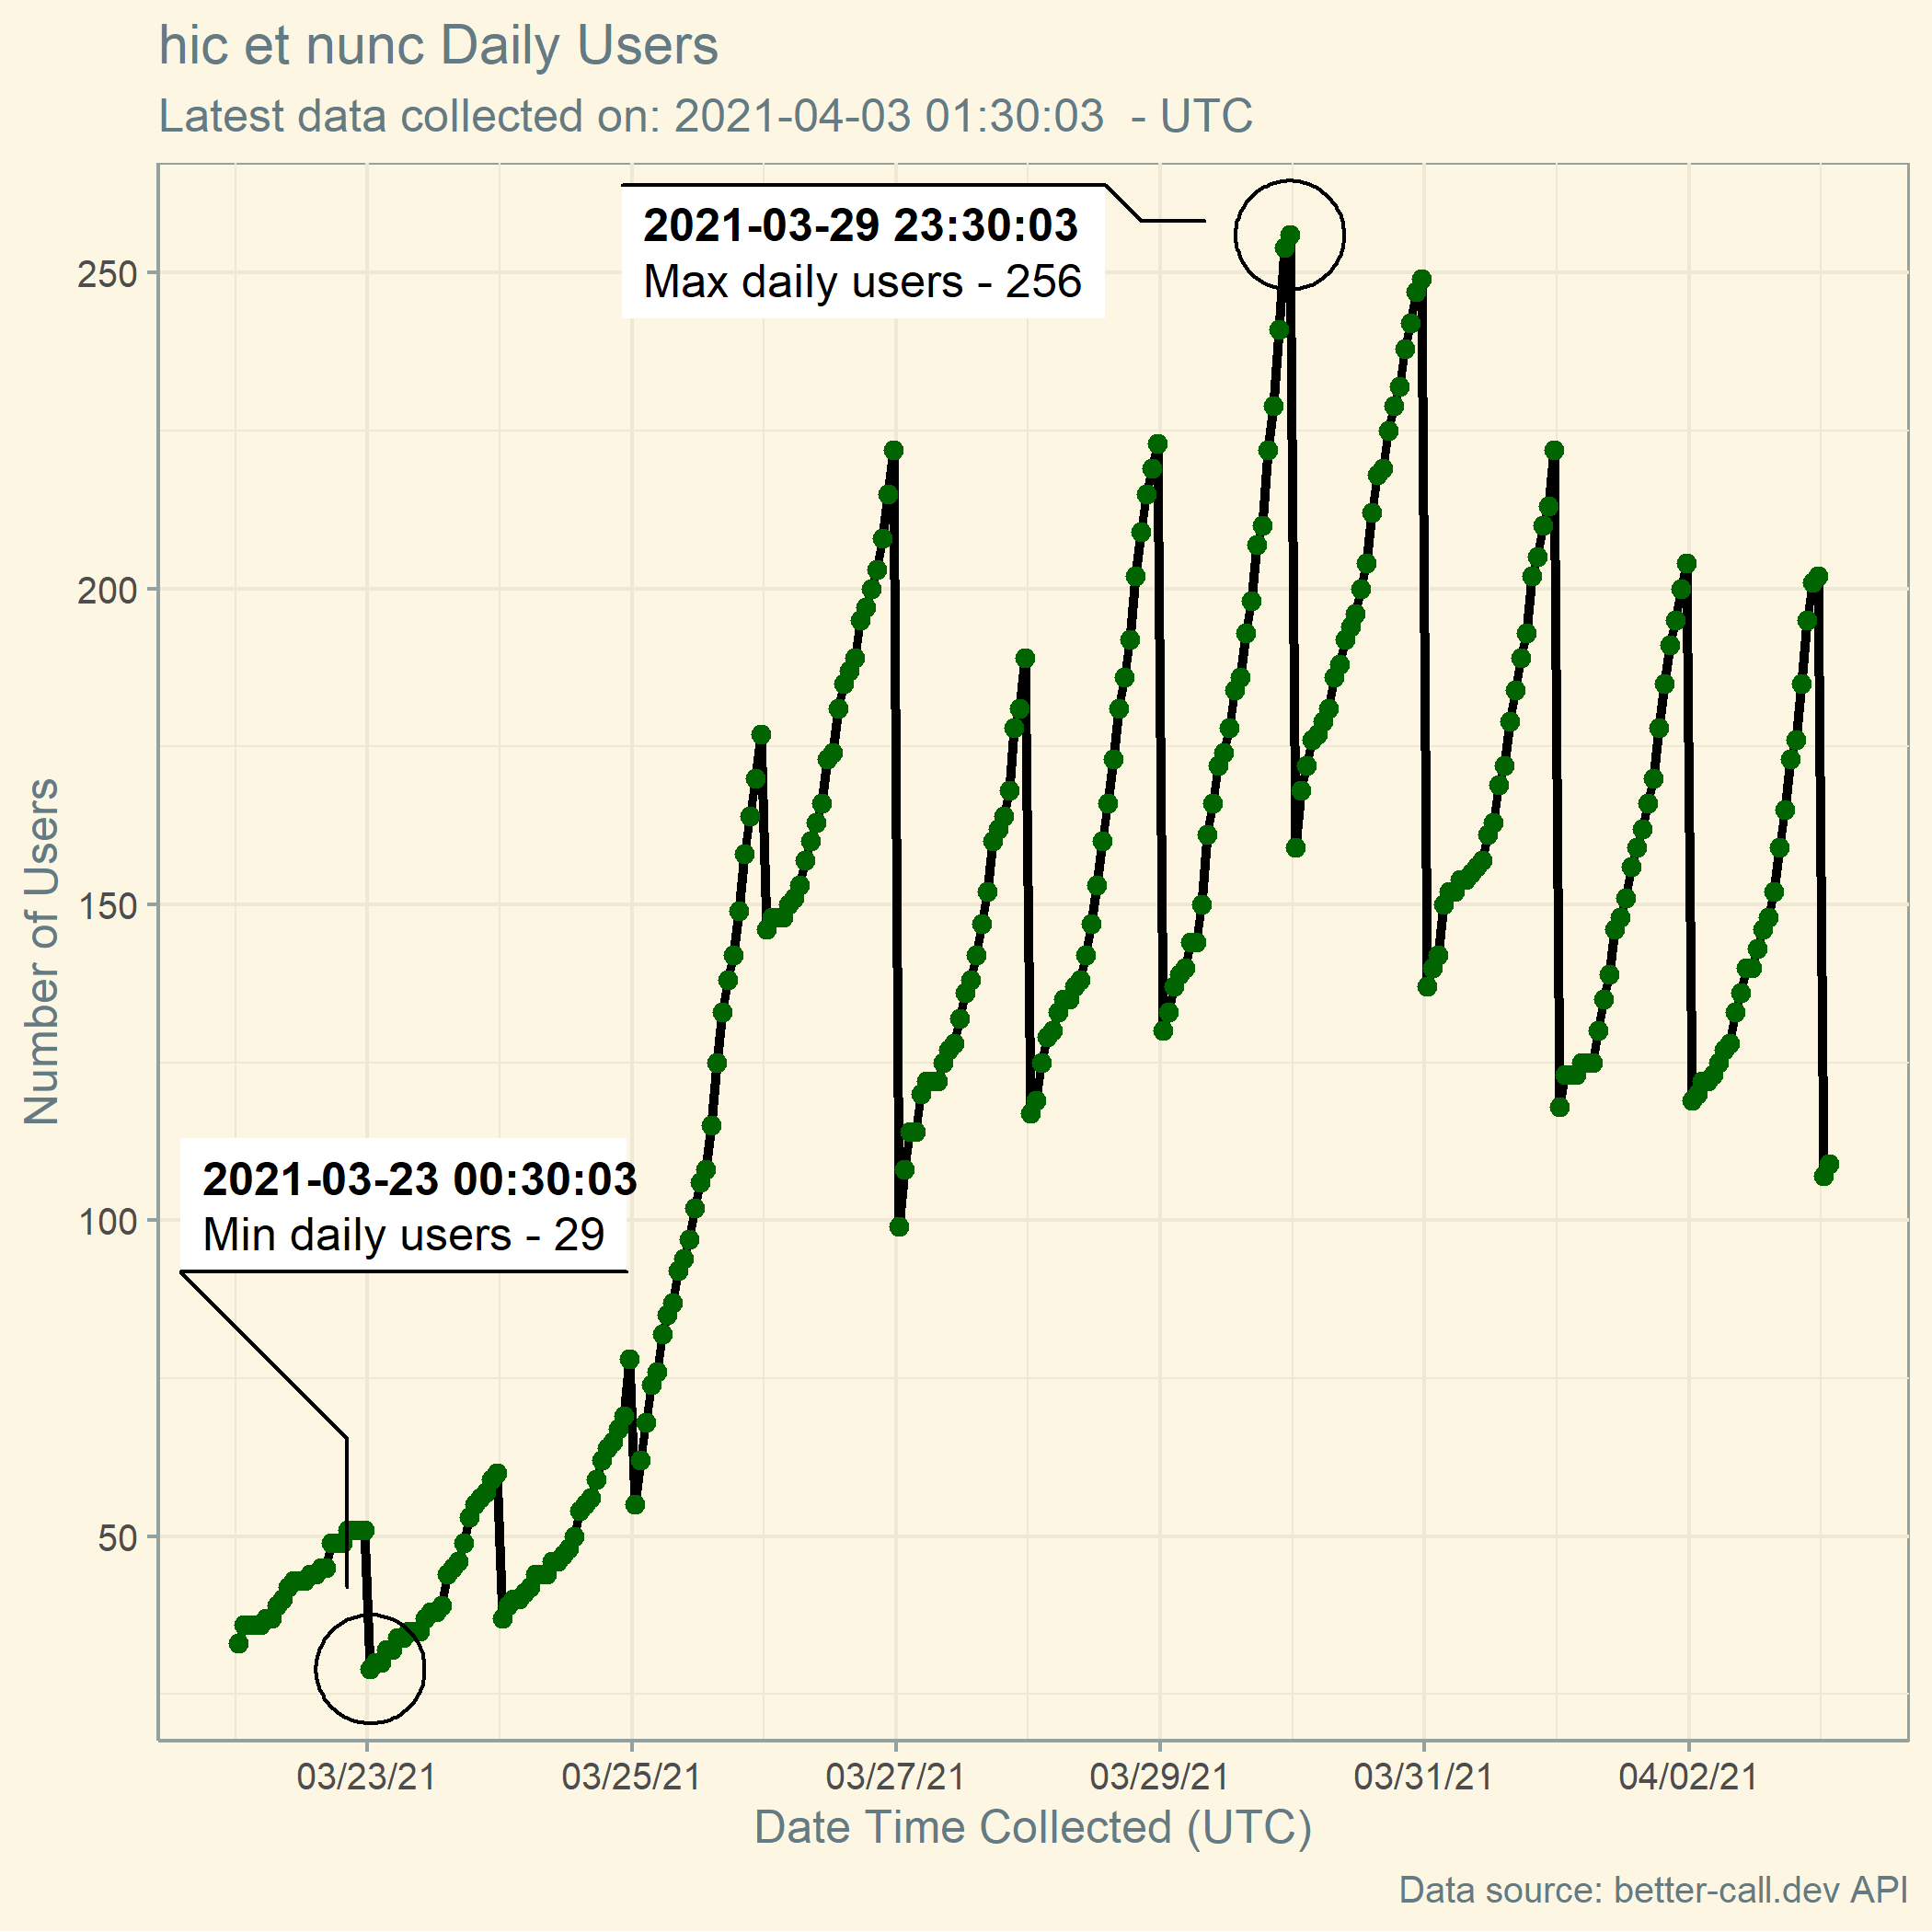 hic et nunc Daily Users
Latest data collected on: 2021-04-03 01:30:03  - UTC
2021-03-29 23:30:03
Max daily users - 256
250
200
150
100
50
Number of Users
2021-03-23 00:30:03
Min daily users - 29
03/23/21 03/25/21 03/27/21 03/29/21 03/31/21 04/02/21
Date Time Collected (UTC)
Data source: better-call.dev API